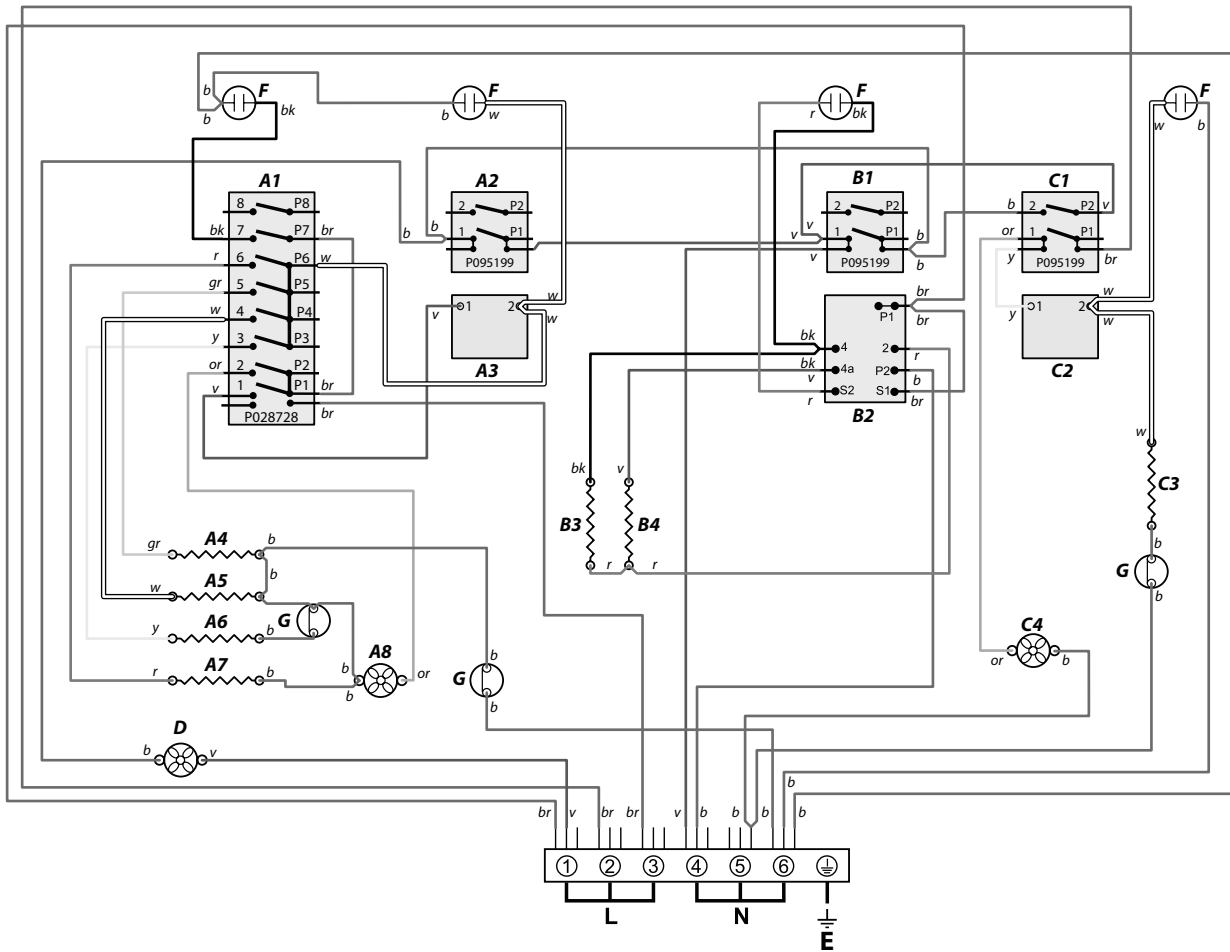 F
F
F
F
b
b
bk
b
w
r
bk
w
b
A1
A2
B1
C1
8 P8
7 P7
6 P6
5 P5
4 P4
3 P3
2 P2
1 P1
P028728
bk
r
gr
w
y
or
v
br
w
br
br
b
b
2 P2
1 P1
P095199
v
v
v
2 P2
1 P1
P095199
b
b
b
or
y
2 P2
1 P1
P095199
v
br
v
1 2
w
w
A3
bk
bk
v
r
P1
4 2
4a P2
S2 S1
br
br
r
b
br
B2
y
1 2
w
w
C2
bk
v
B3
B4
r
r
w
C3
b
G
b
gr
A4
b
b
w
A5
y
A6
b
G
r
A7
b
b
b
A8
or
G
b
b
C4
or
b
D
b
v
br
v
br
br
v
b
b
b
b
b
1 2 3 4 5 6
L
N
E